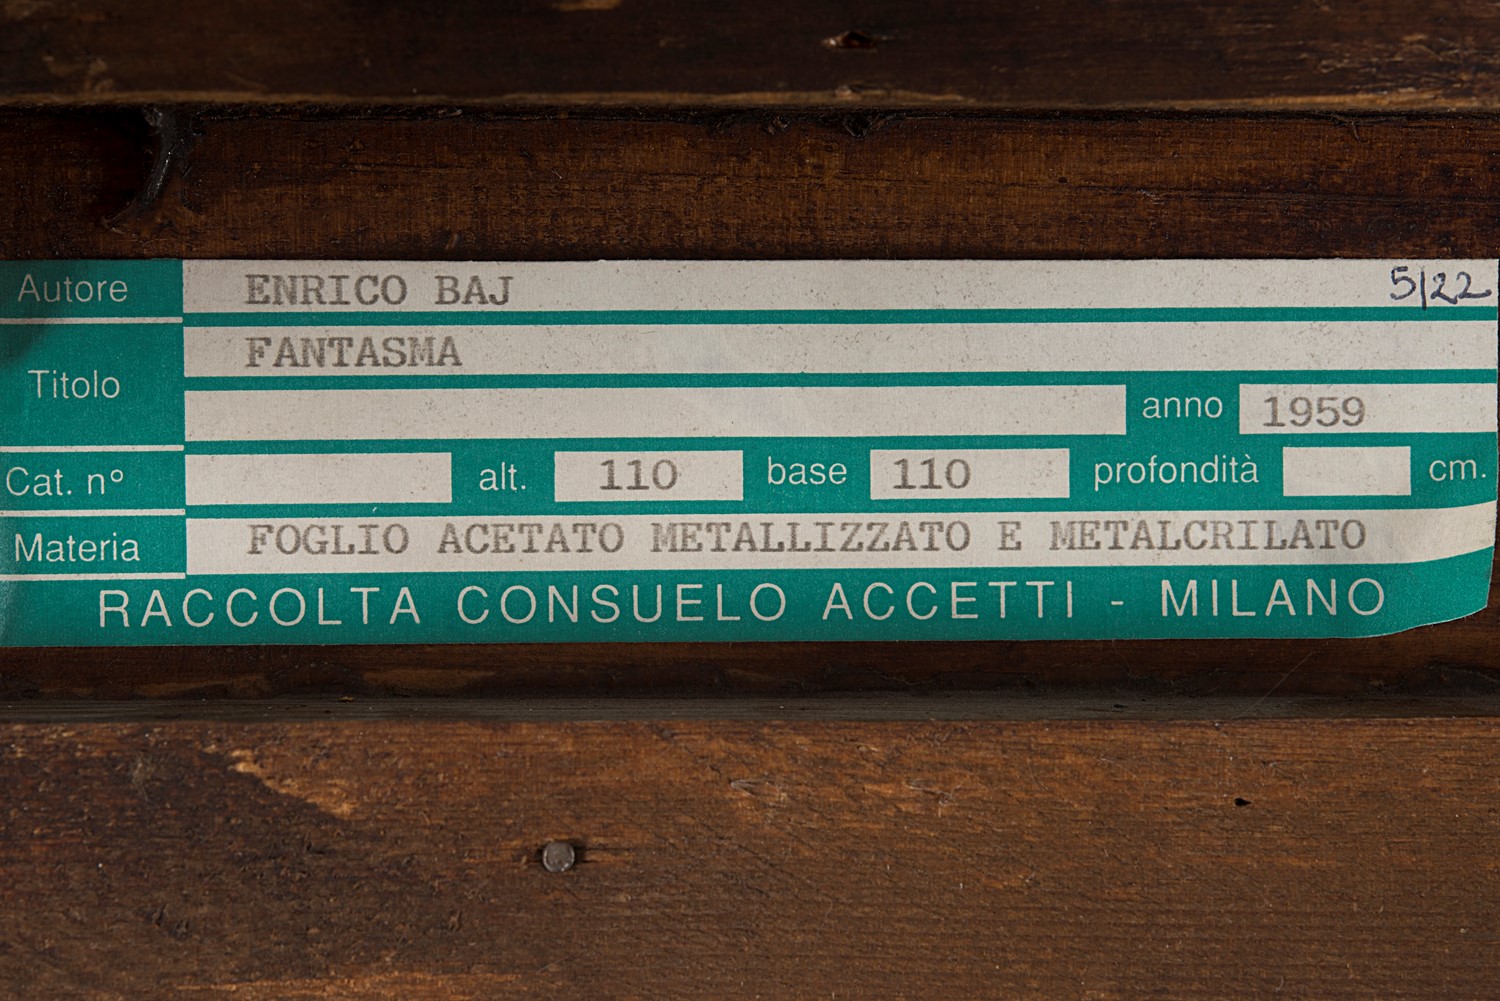 Autore ENRICO BAJ 5/22
Titolo FANTASMA
anno 1959
Cat. n° alt. 110 base 110 profondità cm.
Materia FOGLIO ACETATO METALLIZZATO E METALCRILATO
RACCOLTA CONSUELO ACCETTI - MILANO